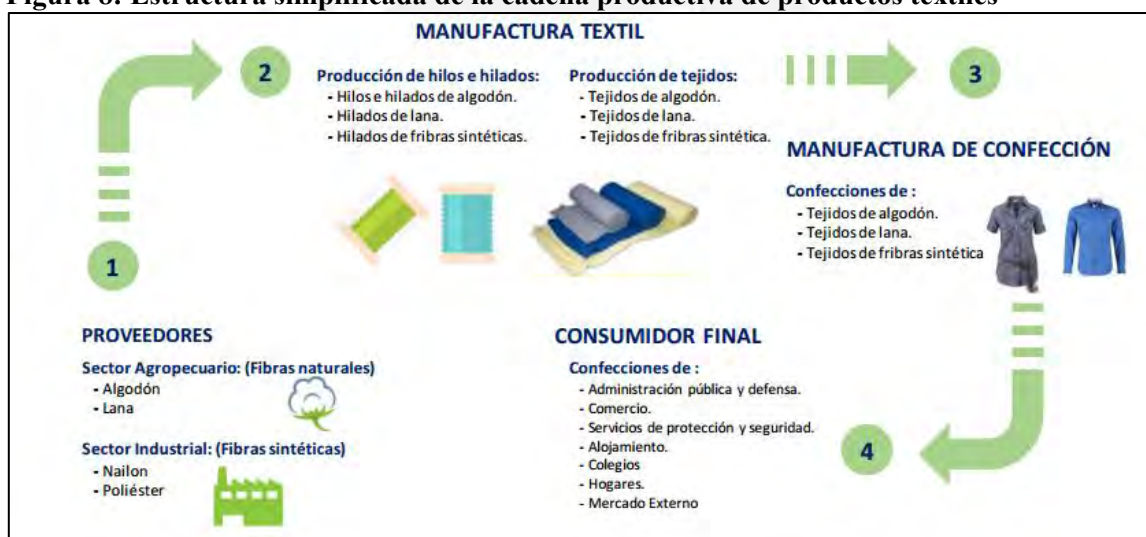 Figura 8: Estructura simplificada de la cadena productiva de productos textiles
MANUFACTURA TEXTIL
2
Producción de hilos e hilados:
- Hilos e hilados de algodón.
- Hilados de lana.
- Hilados de fribras sintéticas.
Producción de tejidos:
- Tejidos de algodón.
- Tejidos de lana.
- Tejidos de fribras sintética.
3
MANUFACTURA DE CONFECCIÓN
Confecciones de :
- Tejidos de algodón.
- Tejidos de lana.
- Tejidos de fribras sintética
1
PROVEEDORES
Sector Agropecuario: (Fibras naturales)
- Algodón
- Lana
Sector Industrial: (Fibras sintéticas)
- Nailon
- Poliéster
CONSUMIDOR FINAL
Confecciones de :
- Administración pública y defensa.
- Comercio.
- Servicios de protección y seguridad.
- Alojamiento.
- Colegios
- Hogares.
- Mercado Externo
4